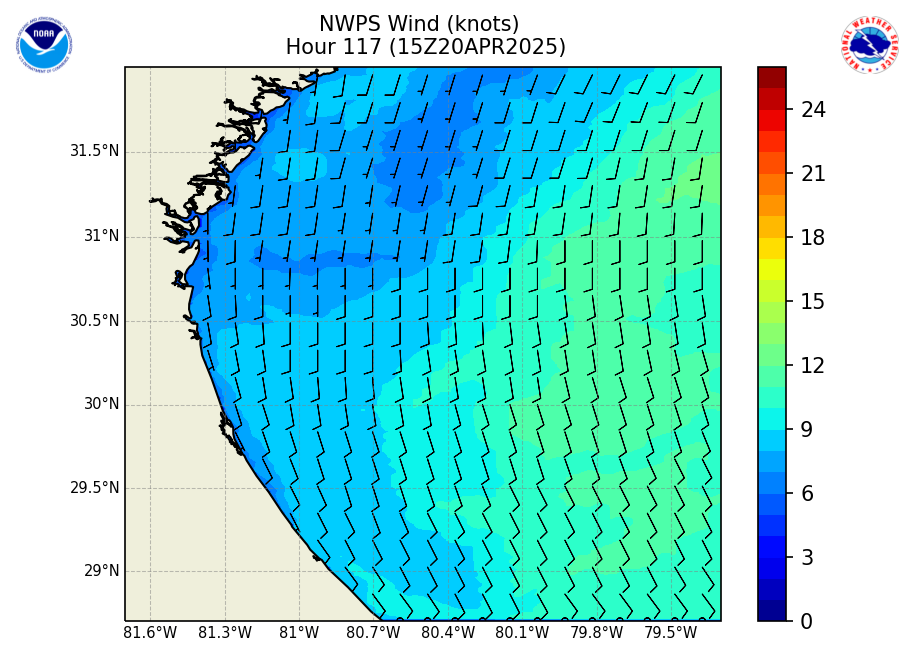 NWPS Wind (knots)
Hour 117 (15Z20APR2025)
NOAA
NATIONAL WEATHER SERVICE
31.5°N
31°N
30.5°N
30°N
29.5°N
29°N
81.6°W 81.3°W 81°W 80.7°W 80.4°W 80.1°W 79.8°W 79.5°W
24
21
18
15
12
9
6
3
0